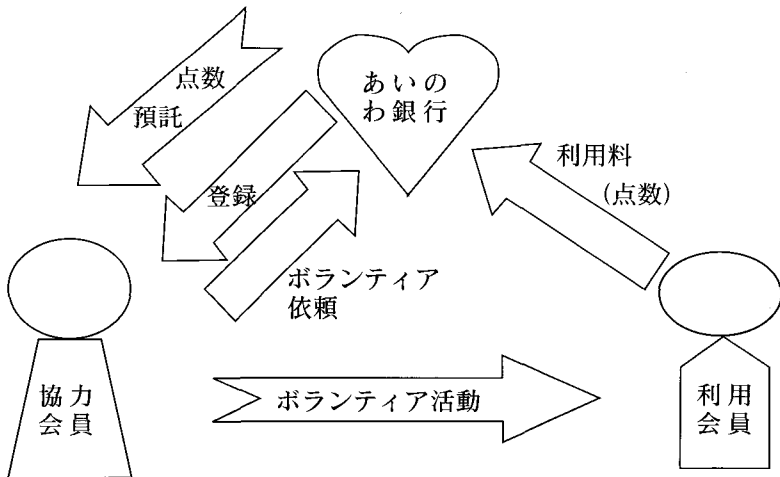 点数
預託
あいの
わ銀行
利用料
(点数)
登録
ボランティア
依頼
協力
会員
ボランティア活動
利用
会員